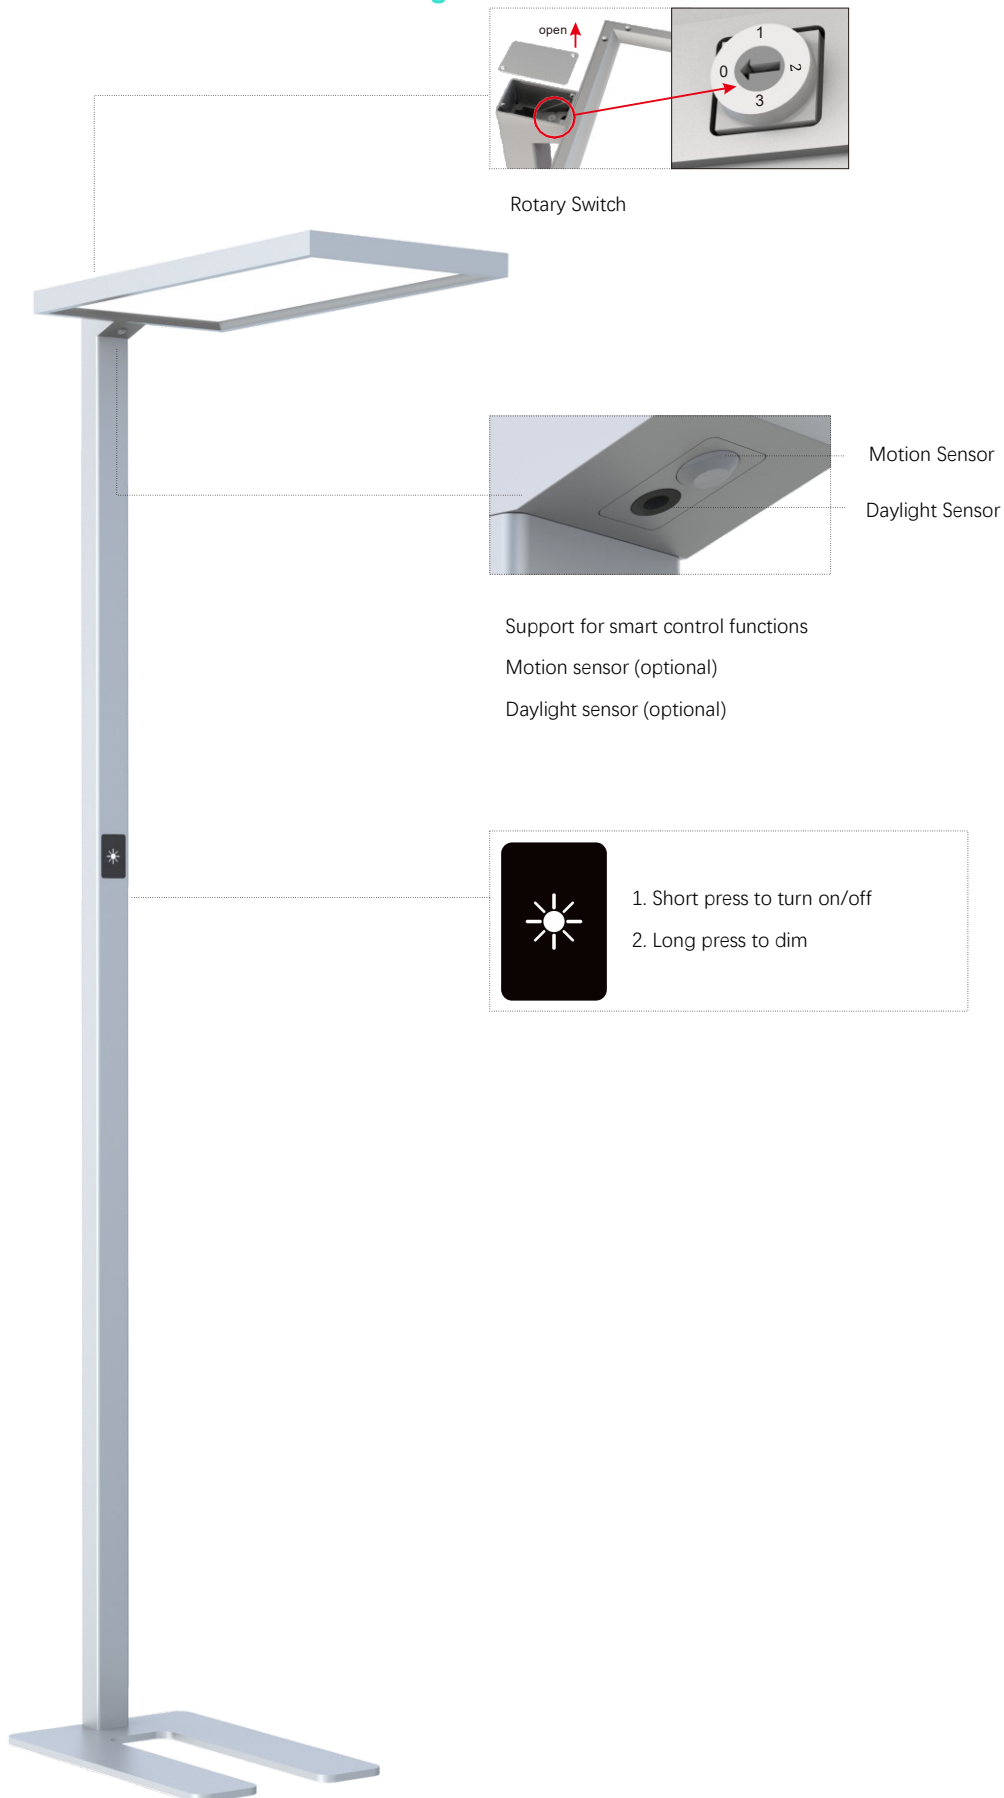 open
1
0
2
3
Rotary Switch
Motion Sensor
Daylight Sensor
Support for smart control functions
Motion sensor (optional)
Daylight sensor (optional)
1. Short press to turn on/off
2. Long press to dim